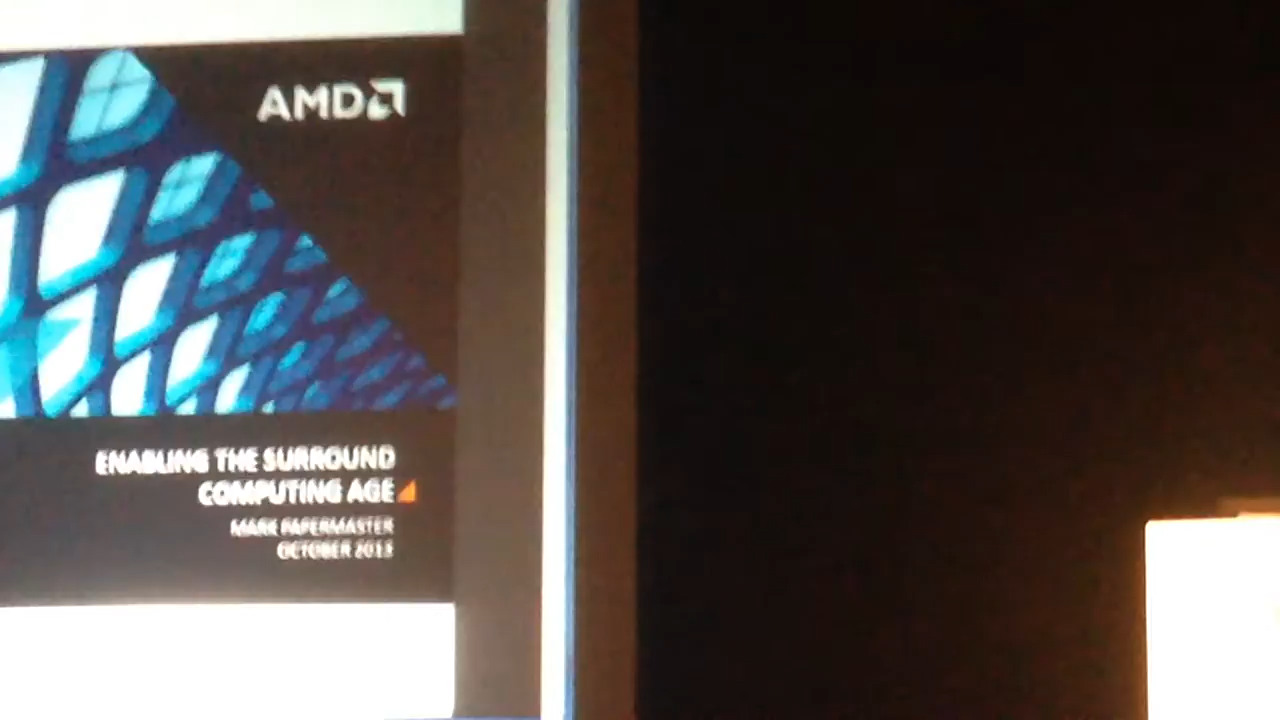 AMD
ENABLING THE SURROUND
COMPUTING AGE
MARK PAPERMASTER
OCTOBER 2013